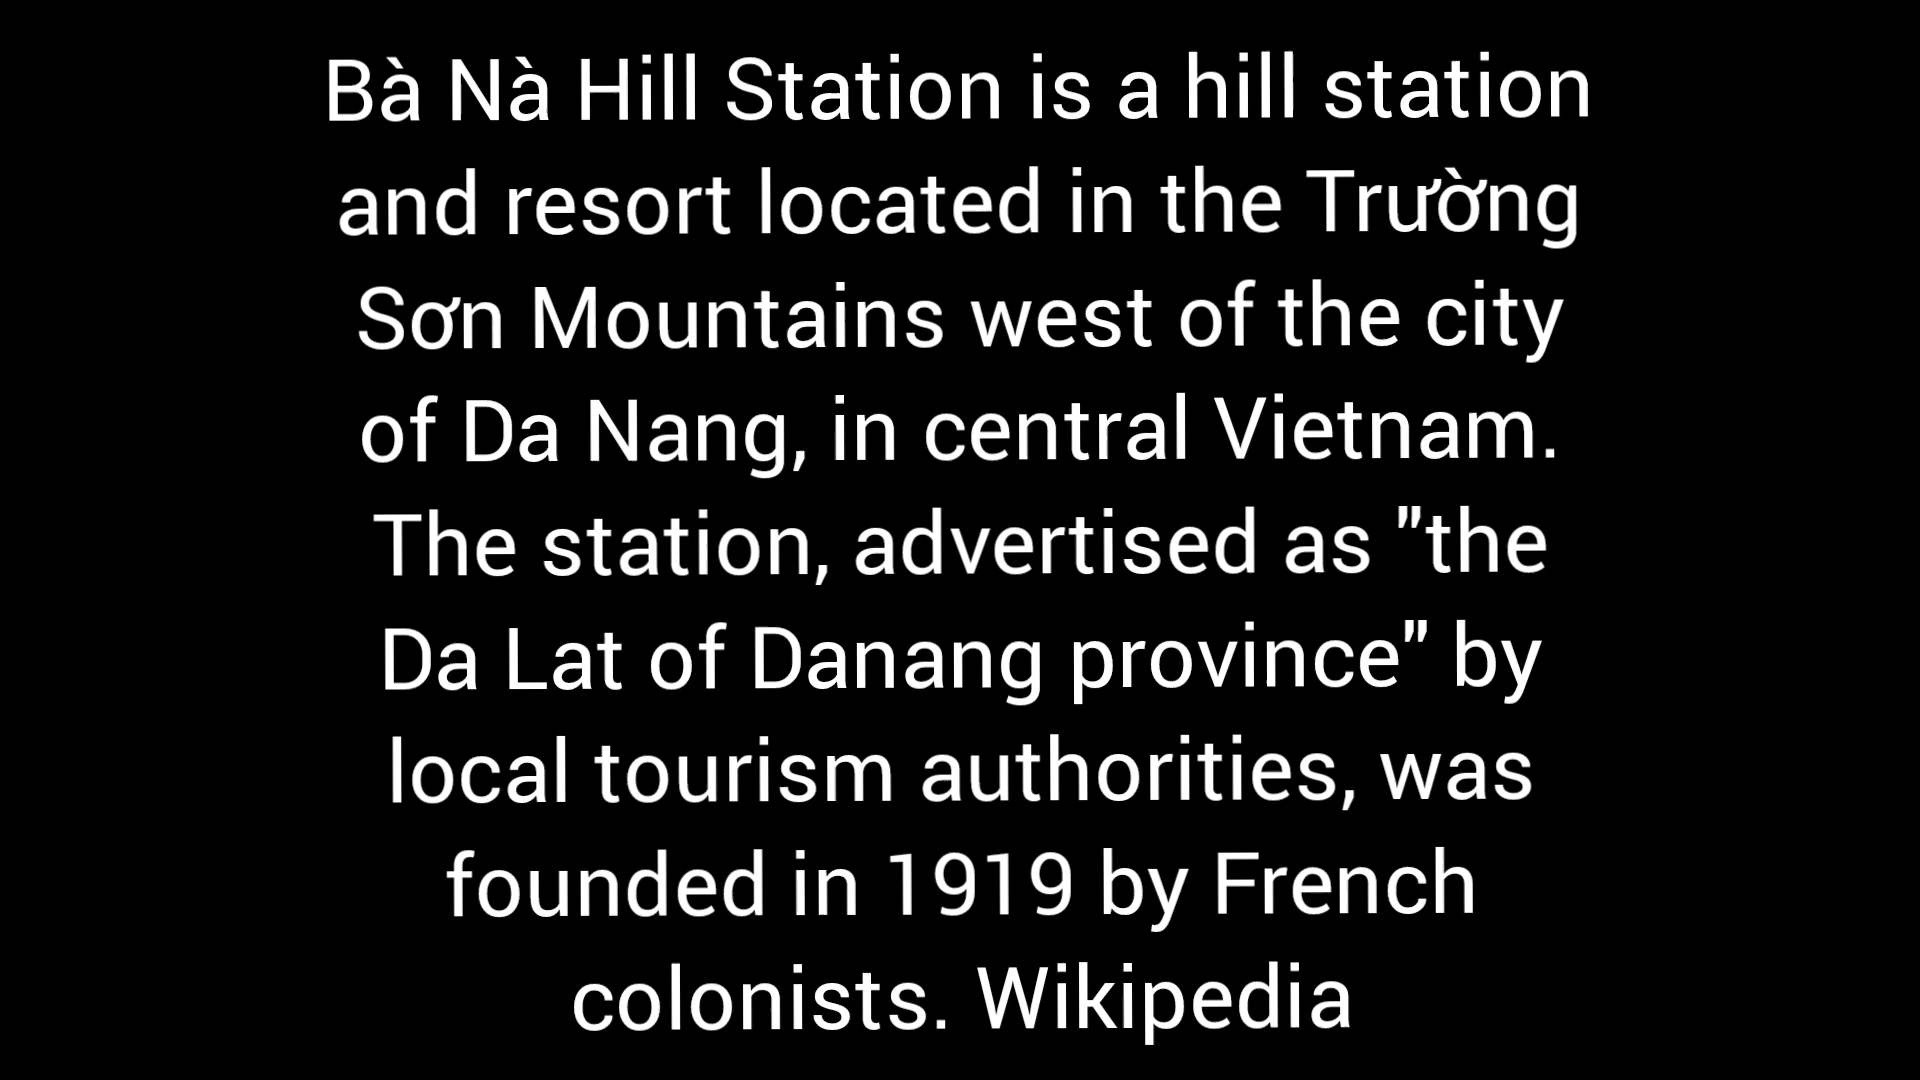 Bà Nà Hill Station is a hill station
and resort located in the Trường
Sơn Mountains west of the city
of Da Nang, in central Vietnam.
The station, advertised as "the
Da Lat of Danang province" by
local tourism authorities, was
founded in 1919 by French
colonists. Wikipedia